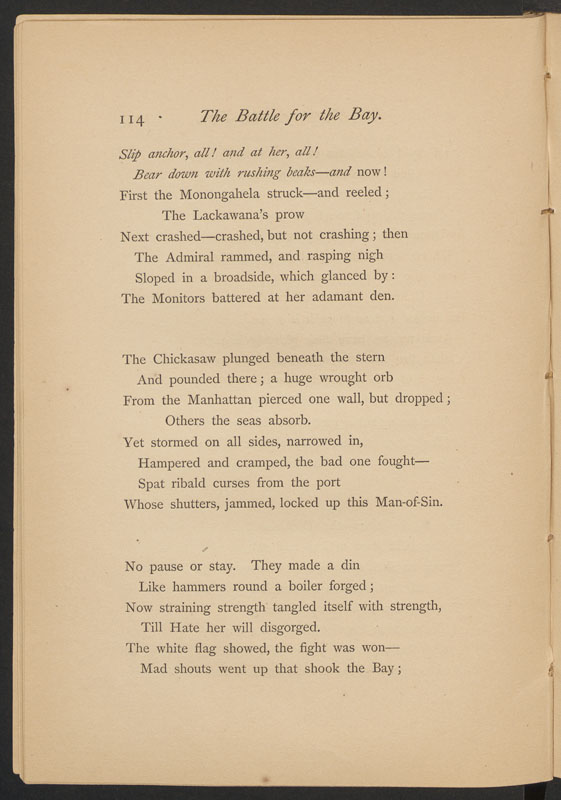 114 · The Battle for the Bay.
Slip anchor, all! and at her, all!
Bear down with rushing beaks—and now!
First the Monongahela struck—and reeled;
The Lackawana's prow
Next crashed—crashed, but not crashing; then
The Admiral rammed, and rasping nigh
Sloped in a broadside, which glanced by:
The Monitors battered at her adamant den.
The Chickasaw plunged beneath the stern
And pounded there; a huge wrought orb
From the Manhattan pierced one wall, but dropped;
Others the seas absorb.
Yet stormed on all sides, narrowed in,
Hampered and cramped, the bad one fought—
Spat ribald curses from the port
Whose shutters, jammed, locked up this Man-of-Sin.
No pause or stay. They made a din
Like hammers round a boiler forged;
Now straining strength tangled itself with strength,
Till Hate her will disgorged.
The white flag showed, the fight was won—
Mad shouts went up that shook the Bay;